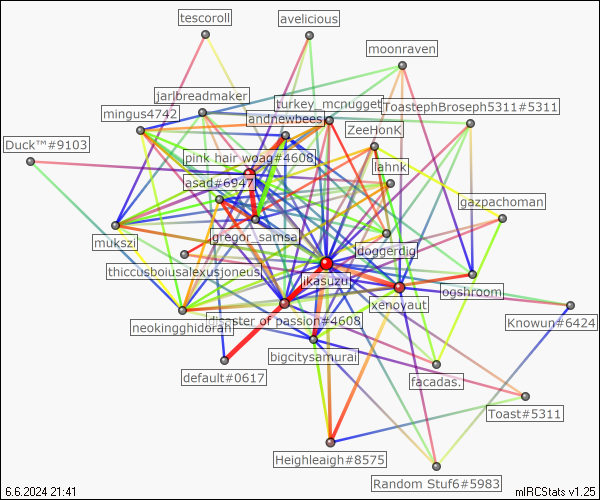 tescoroll
avelicious
moonraven
jarlbreadmaker
turkey_mcnugget
ToastephBroseph5311#5311
mingus4742
andnewbees
ZeeHonk
Duck™#9103
pink hair woag#4608
lahnk
asad#6947
gazpachoman
mukszi
gregor_samsa
doggerdig
thiccusboiusalexusjoneus
ikasuzui
ogshroom
xenovaut
neokingghidorah
disaster of passion#4608
Knowun#6424
bigcitysamurai
default#0617
facadas.
Toast#5311
Heighleaigh#8575
Random Stuf6#5983
6.6.2024 21:41
mIRCStats v1.25